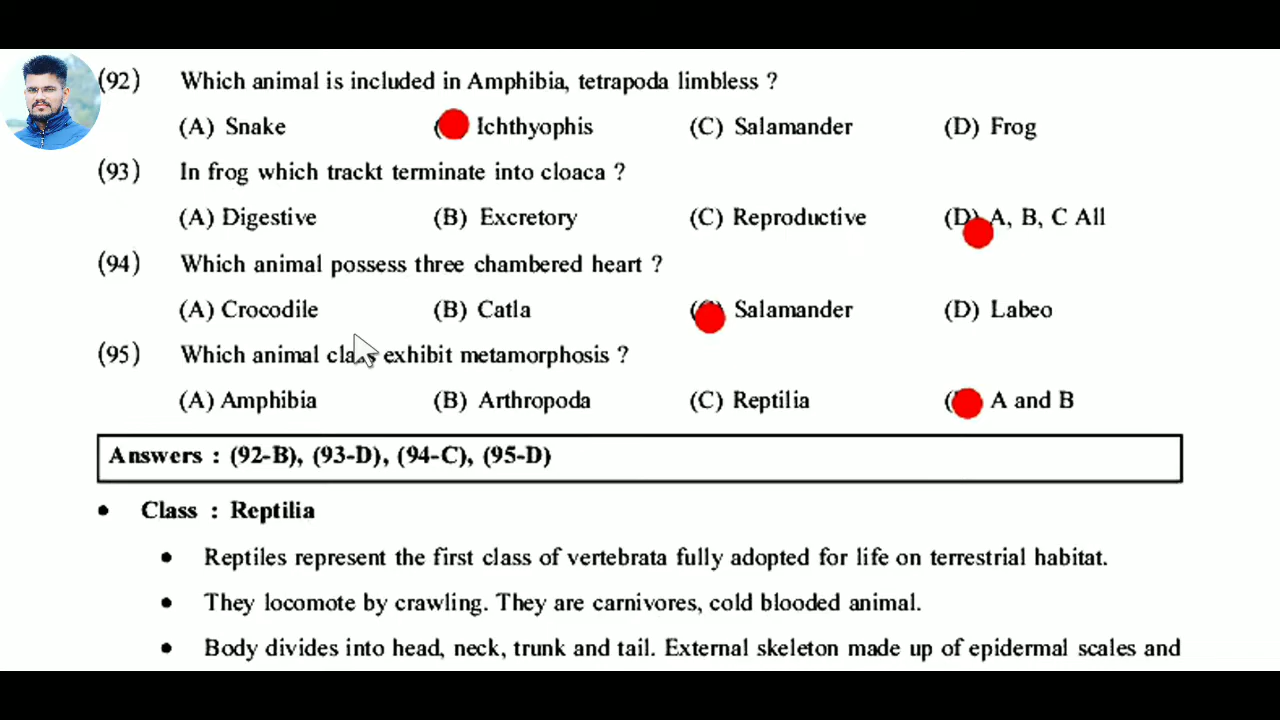 (92) Which animal is included in Amphibia, tetrapoda limbless ?
(A) Snake ( Ichthyophis (C) Salamander (D) Frog
(93) In frog which trackt terminate into cloaca ?
(A) Digestive (B) Excretory (C) Reproductive (D) A, B, C All
(94) Which animal possess three chambered heart ?
(A) Crocodile (B) Catla Salamander (D) Labeo
(95) Which animal class exhibit metamorphosis ?
(A) Amphibia (B) Arthropoda (C) Reptilia ( A and B
Answers : (92-B), (93-D), (94-C), (95-D)
• Class : Reptilia
• Reptiles represent the first class of vertebrata fully adopted for life on terrestrial habitat.
• They locomote by crawling. They are carnivores, cold blooded animal.
• Body divides into head, neck, trunk and tail. External skeleton made up of epidermal scales and